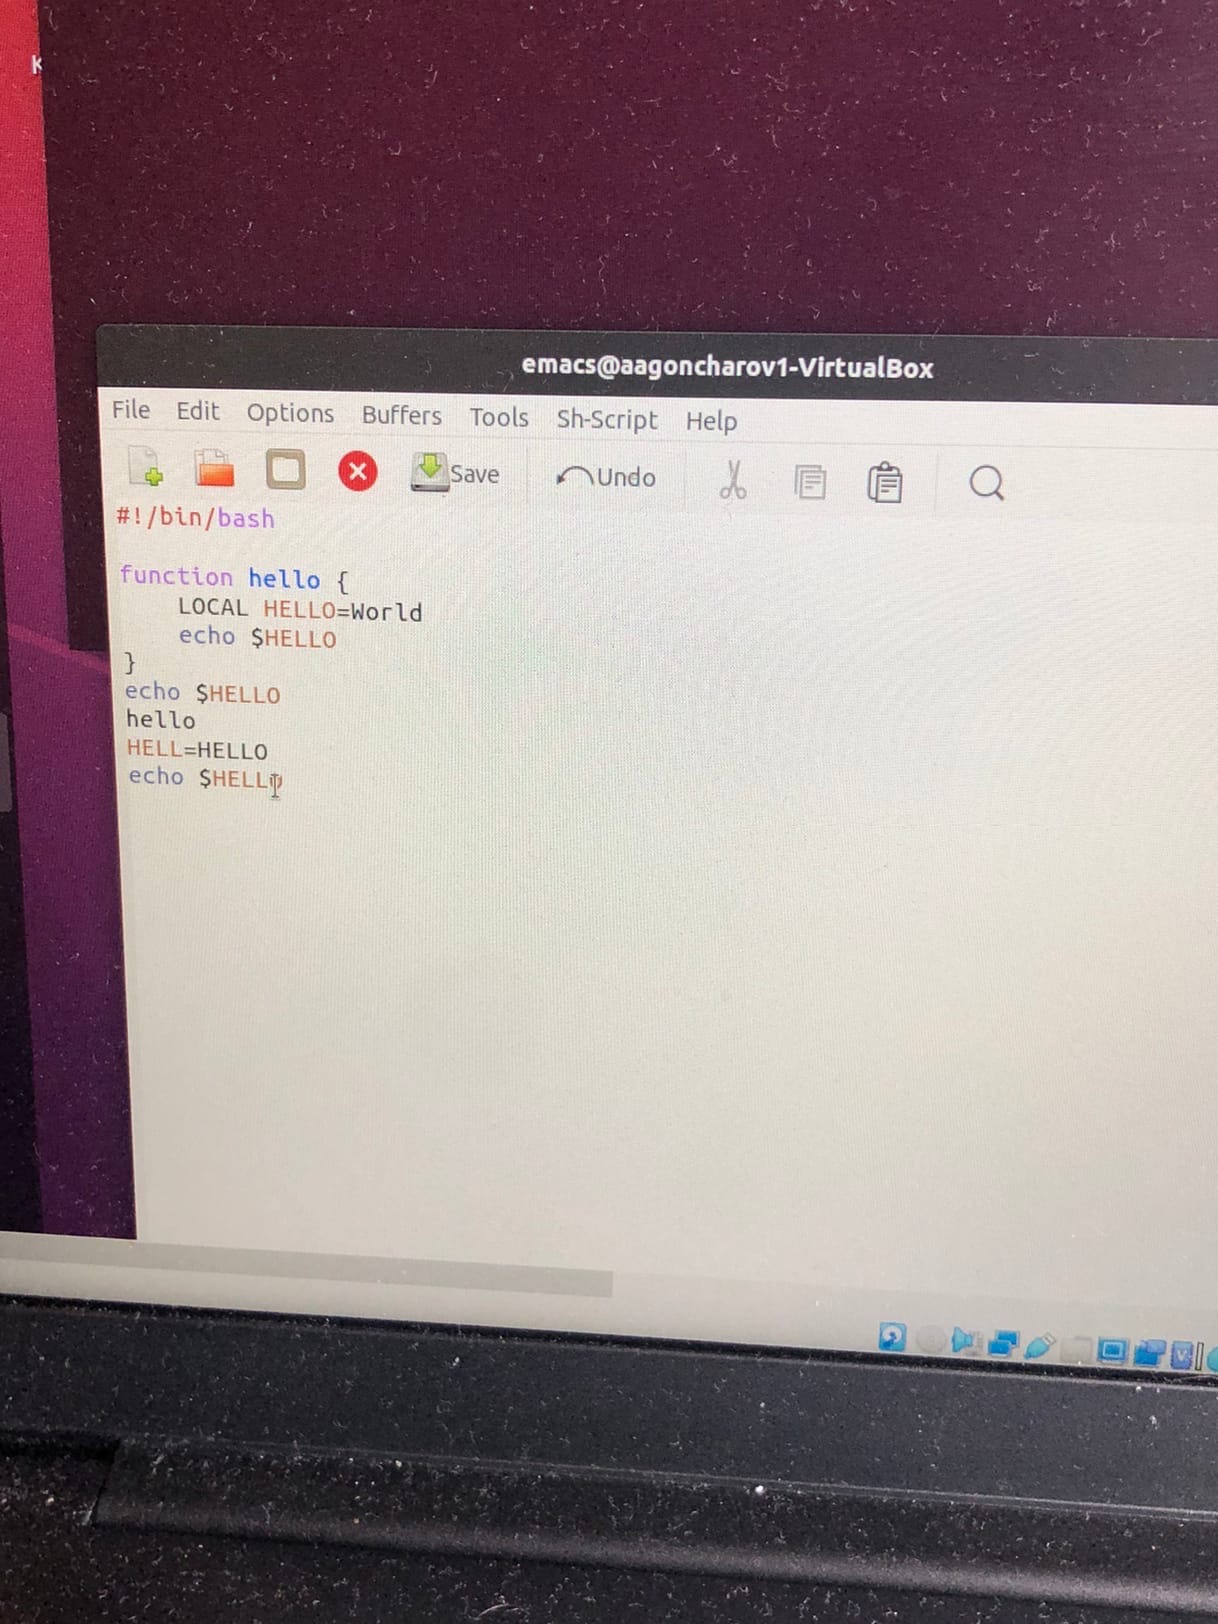 K
emacs@aagoncharov1-VirtualBox
File Edit Options Buffers Tools Sh-Script Help
Save Undo
#!/bin/bash
function hello {
    LOCAL HELLO=World
    echo $HELLO
}
echo $HELLO
hello
HELL=HELLO
echo $HELLO